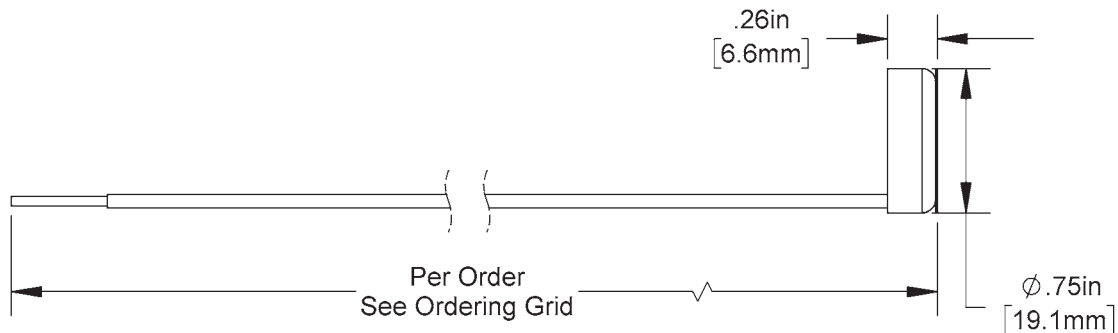 .26in
[6.6mm]
Per Order
See Ordering Grid
⌀.75in
[19.1mm]